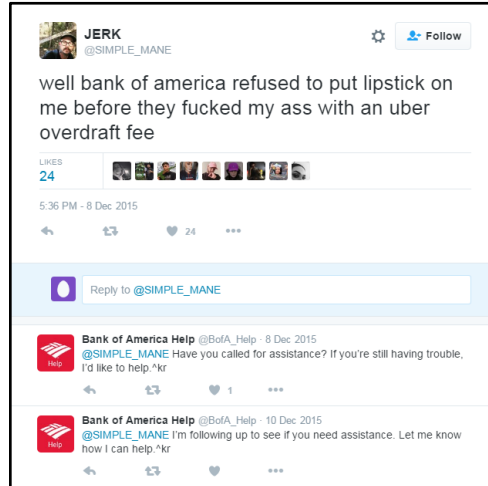 JERK
@SIMPLE_MANE
Follow
well bank of america refused to put lipstick on
me before they fucked my ass with an uber
overdraft fee
LIKES
24
5:36 PM - 8 Dec 2015
24
Reply to @SIMPLE_MANE
Bank of America Help @BofA_Help · 8 Dec 2015
@SIMPLE_MANE Have you called for assistance? If you're still having trouble,
I'd like to help.^kr
Help
1
Bank of America Help @BofA_Help · 10 Dec 2015
@SIMPLE_MANE I'm following up to see if you need assistance. Let me know
how I can help.^kr
Help